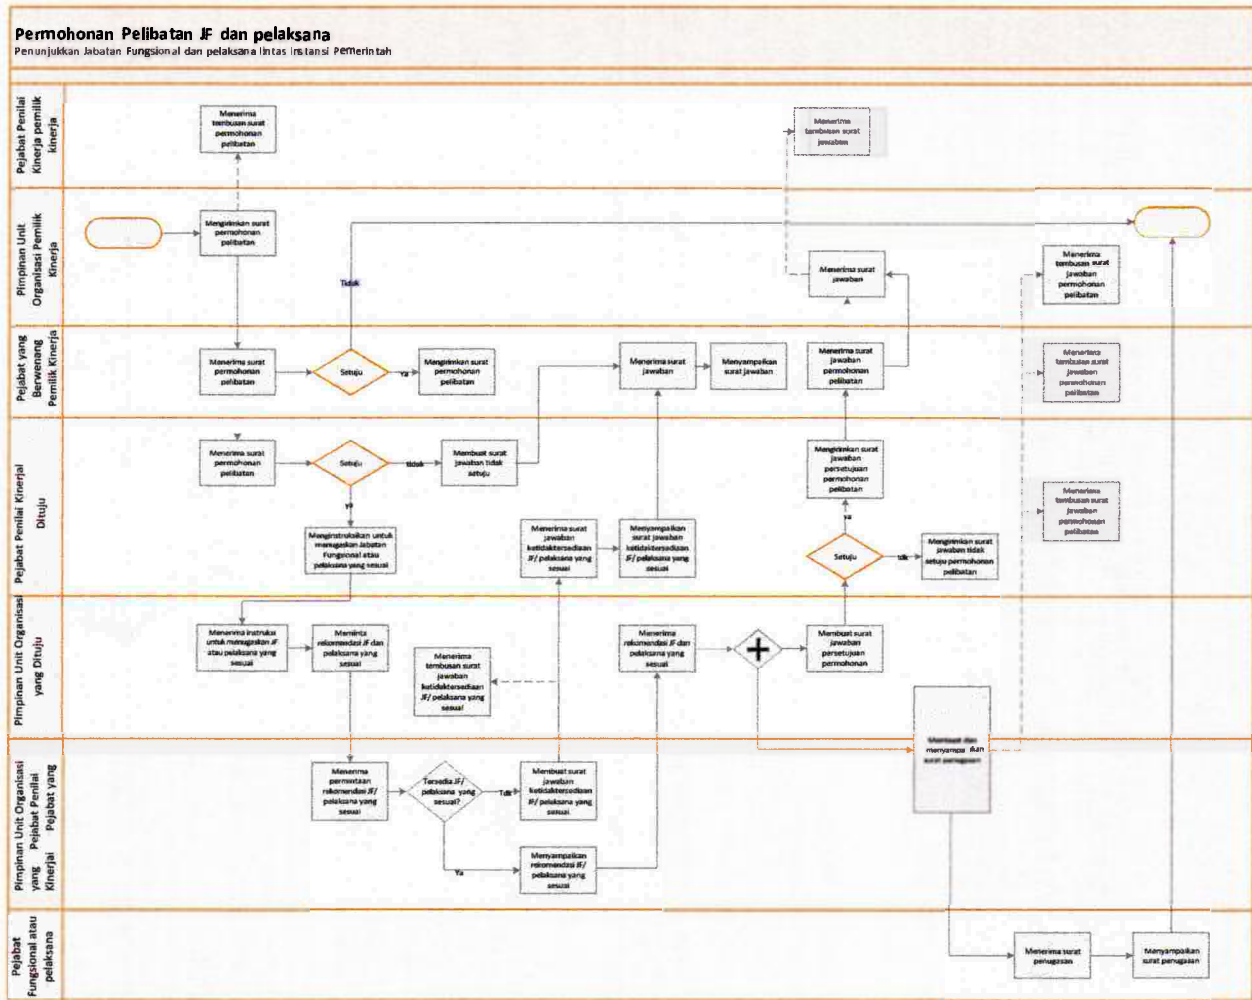 Permohonan Pelibatan JF dan pelaksana
Penunjukkan Jabatan Fungsional dan pelaksana lintas instansi Pemerintah
Pejabat Penilai
Kinerja pemilik
kinerja
Menerima
tembusan surat
permohonan
pelibatan
Menerima
tembusan surat
jawaban
Pimpinan Unit
Organisasi Pemilik
Kinerja
Mengirimkan surat
permohonan
pelibatan
Tidak
Menerima surat
jawaban
Menerima
tembusan surat
jawaban
permohonan
pelibatan
Pejabat yang
Berwenang
Pemilik Kinerja
Menerima surat
permohonan
pelibatan
Setuju
Ya
Mengirimkan surat
permohonan
pelibatan
Menerima surat
jawaban
Menyampaikan
surat jawaban
Menerima surat
jawaban
permohonan
pelibatan
Menerima
tembusan surat
jawaban
permohonan
pelibatan
Pejabat Penilai Kinerjal
Dituju
Menerima surat
permohonan
pelibatan
Setuju
tidak
Membuat surat
jawaban tidak
setuju
ya
Menginstruksikan untuk
menugaskan Jabatan
Fungsional atau
pelaksana yang sesuai
Menerima surat
jawaban
ketidaktersediaan
JF/ pelaksana yang
sesuai
Menyampaikan
surat jawaban
ketidaktersediaan
JF/ pelaksana yang
sesuai
Mengirimkan surat
jawaban
persetujuan
permohonan
pelibatan
ya
Setuju
tdk
Mengirimkan surat
jawaban tidak
setuju permohonan
pelibatan
Menerima
tembusan surat
jawaban
permohonan
pelibatan
Pimpinan Unit Organisasi
yang Dituju
Menerima instruksi
untuk menugaskan JF
atau pelaksana yang
sesuai
Meminta
rekomendasi JF dan
pelaksana yang
sesuai
Menerima
tembusan surat
jawaban
ketidaktersediaan
JF/ pelaksana yang
sesuai
Menerima
rekomendasi JF dan
pelaksana yang
sesuai
Membuat surat
jawaban
persetujuan
permohonan
Membuat dan
menyampaikan
surat penugasan
Pimpinan Unit Organisasi
yang Pejabat Penilai
Kinerjai Pejabat yang
Menerima
permintaan
rekomendasi JF/
pelaksana yang
sesuai
Tersedia JF/
pelaksana yang
sesuai?
Tdk
Membuat surat
jawaban
ketidaktersediaan
JF/ pelaksana yang
sesuai
Ya
Menyampaikan
rekomendasi JF/
pelaksana yang
sesuai
Pejabat
Fungsional atau
pelaksana
Menerima surat
penugasan
Menyampaikan
surat penugasan